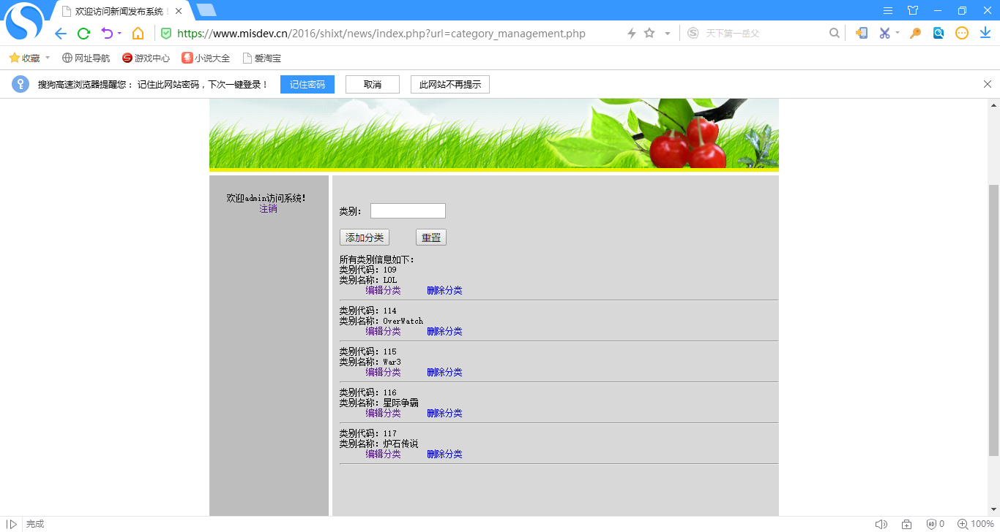 欢迎访问新闻发布系统！
https://www.misdev.cn/2016/shixt/news/index.php?url=category_management.php
天下第一岳父
收藏 网址导航 游戏中心 小说大全 爱淘宝
搜狗高速浏览器提醒您：记住此网站密码，下次一键登录！ 记住密码 取消 此网站不再提示
欢迎admin访问系统!
注销
类别：
添加分类 重置
所有类别信息如下：
类别代码：109
类别名称：LOL
编辑分类 删除分类
类别代码：114
类别名称：OverWatch
编辑分类 删除分类
类别代码：115
类别名称：War3
编辑分类 删除分类
类别代码：116
类别名称：星际争霸
编辑分类 删除分类
类别代码：117
类别名称：炉石传说
编辑分类 删除分类
完成
AD 0 100%